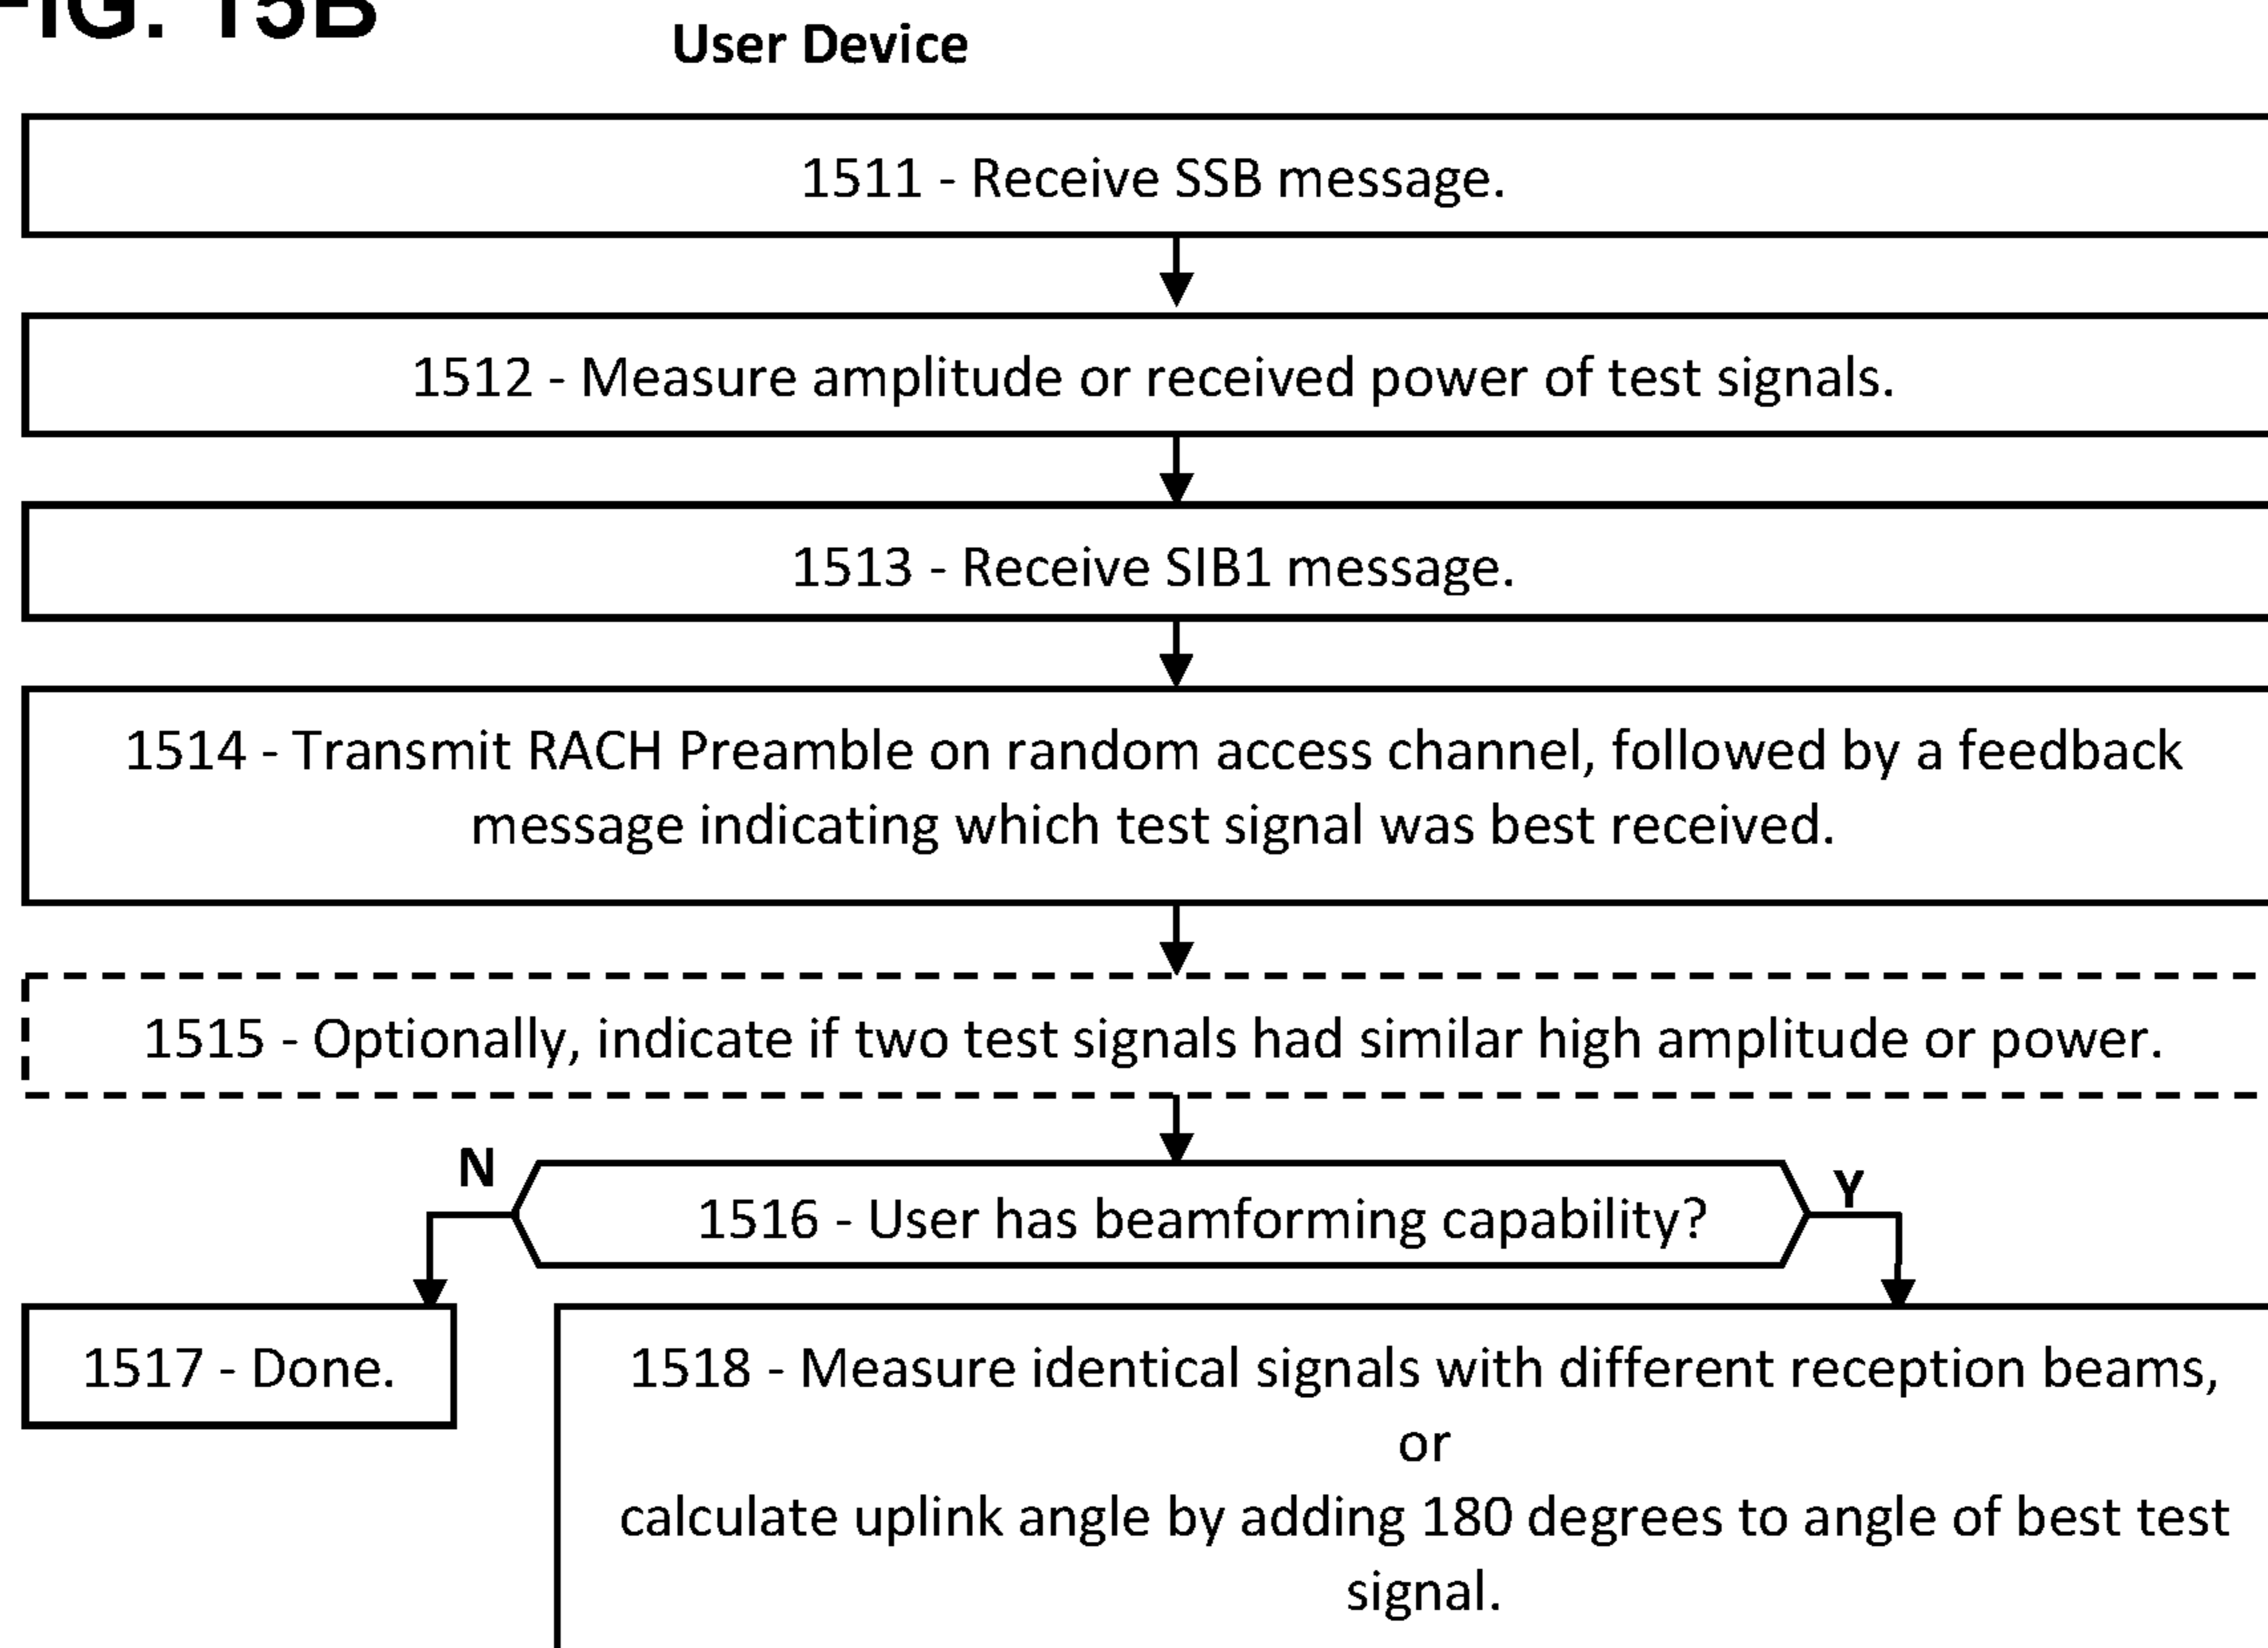 FIG. 15B
User Device
1511 - Receive SSB message.
1512 - Measure amplitude or received power of test signals.
1513 - Receive SIB1 message.
1514 - Transmit RACH Preamble on random access channel, followed by a feedback
message indicating which test signal was best received.
1515 - Optionally, indicate if two test signals had similar high amplitude or power.
N
Y
1516 - User has beamforming capability?
1517 - Done.
1518 - Measure identical signals with different reception beams,
or
calculate uplink angle by adding 180 degrees to angle of best test
signal.